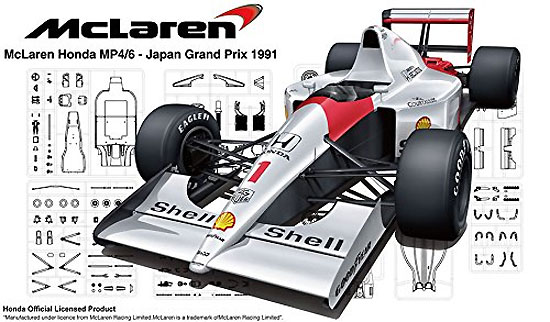 McLaren
McLaren Honda MP4/6 - Japan Grand Prix 1991
EAGLE
HONDA
Courtaulds
1
Shell
Shell
GOODYEAR
Honda Official Licensed Product
"Manufactured under licence from McLaren Racing Limited.McLaren is a trademark of McLaren Racing Limited."